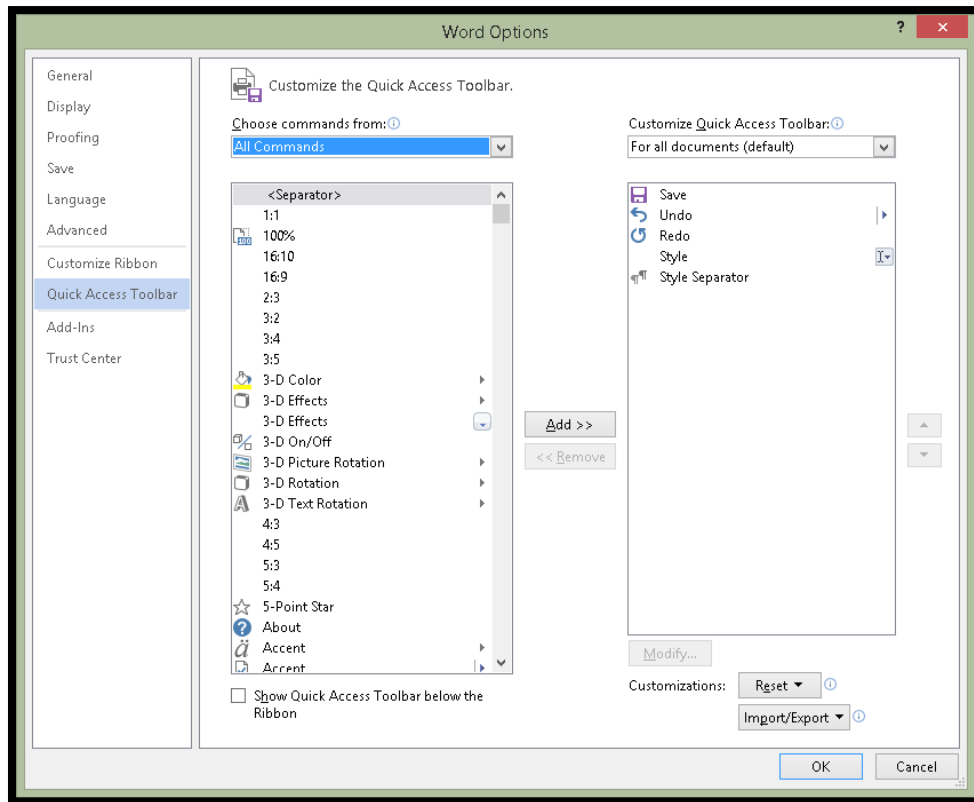 Word Options
?
General
Display
Proofing
Save
Language
Advanced
Customize Ribbon
Quick Access Toolbar
Add-Ins
Trust Center
Customize the Quick Access Toolbar.
Choose commands from:
All Commands
<Separator>
1:1
100%
16:10
16:9
2:3
3:2
3:4
3:5
3-D Color
3-D Effects
3-D Effects
3-D On/Off
3-D Picture Rotation
3-D Rotation
3-D Text Rotation
4:3
4:5
5:3
5:4
5-Point Star
About
Accent
Accent
Show Quick Access Toolbar below the
Ribbon
Add >>
<< Remove
Customize Quick Access Toolbar:
For all documents (default)
Save
Undo
Redo
Style
Style Separator
Modify...
Customizations:
Reset
Import/Export
OK
Cancel